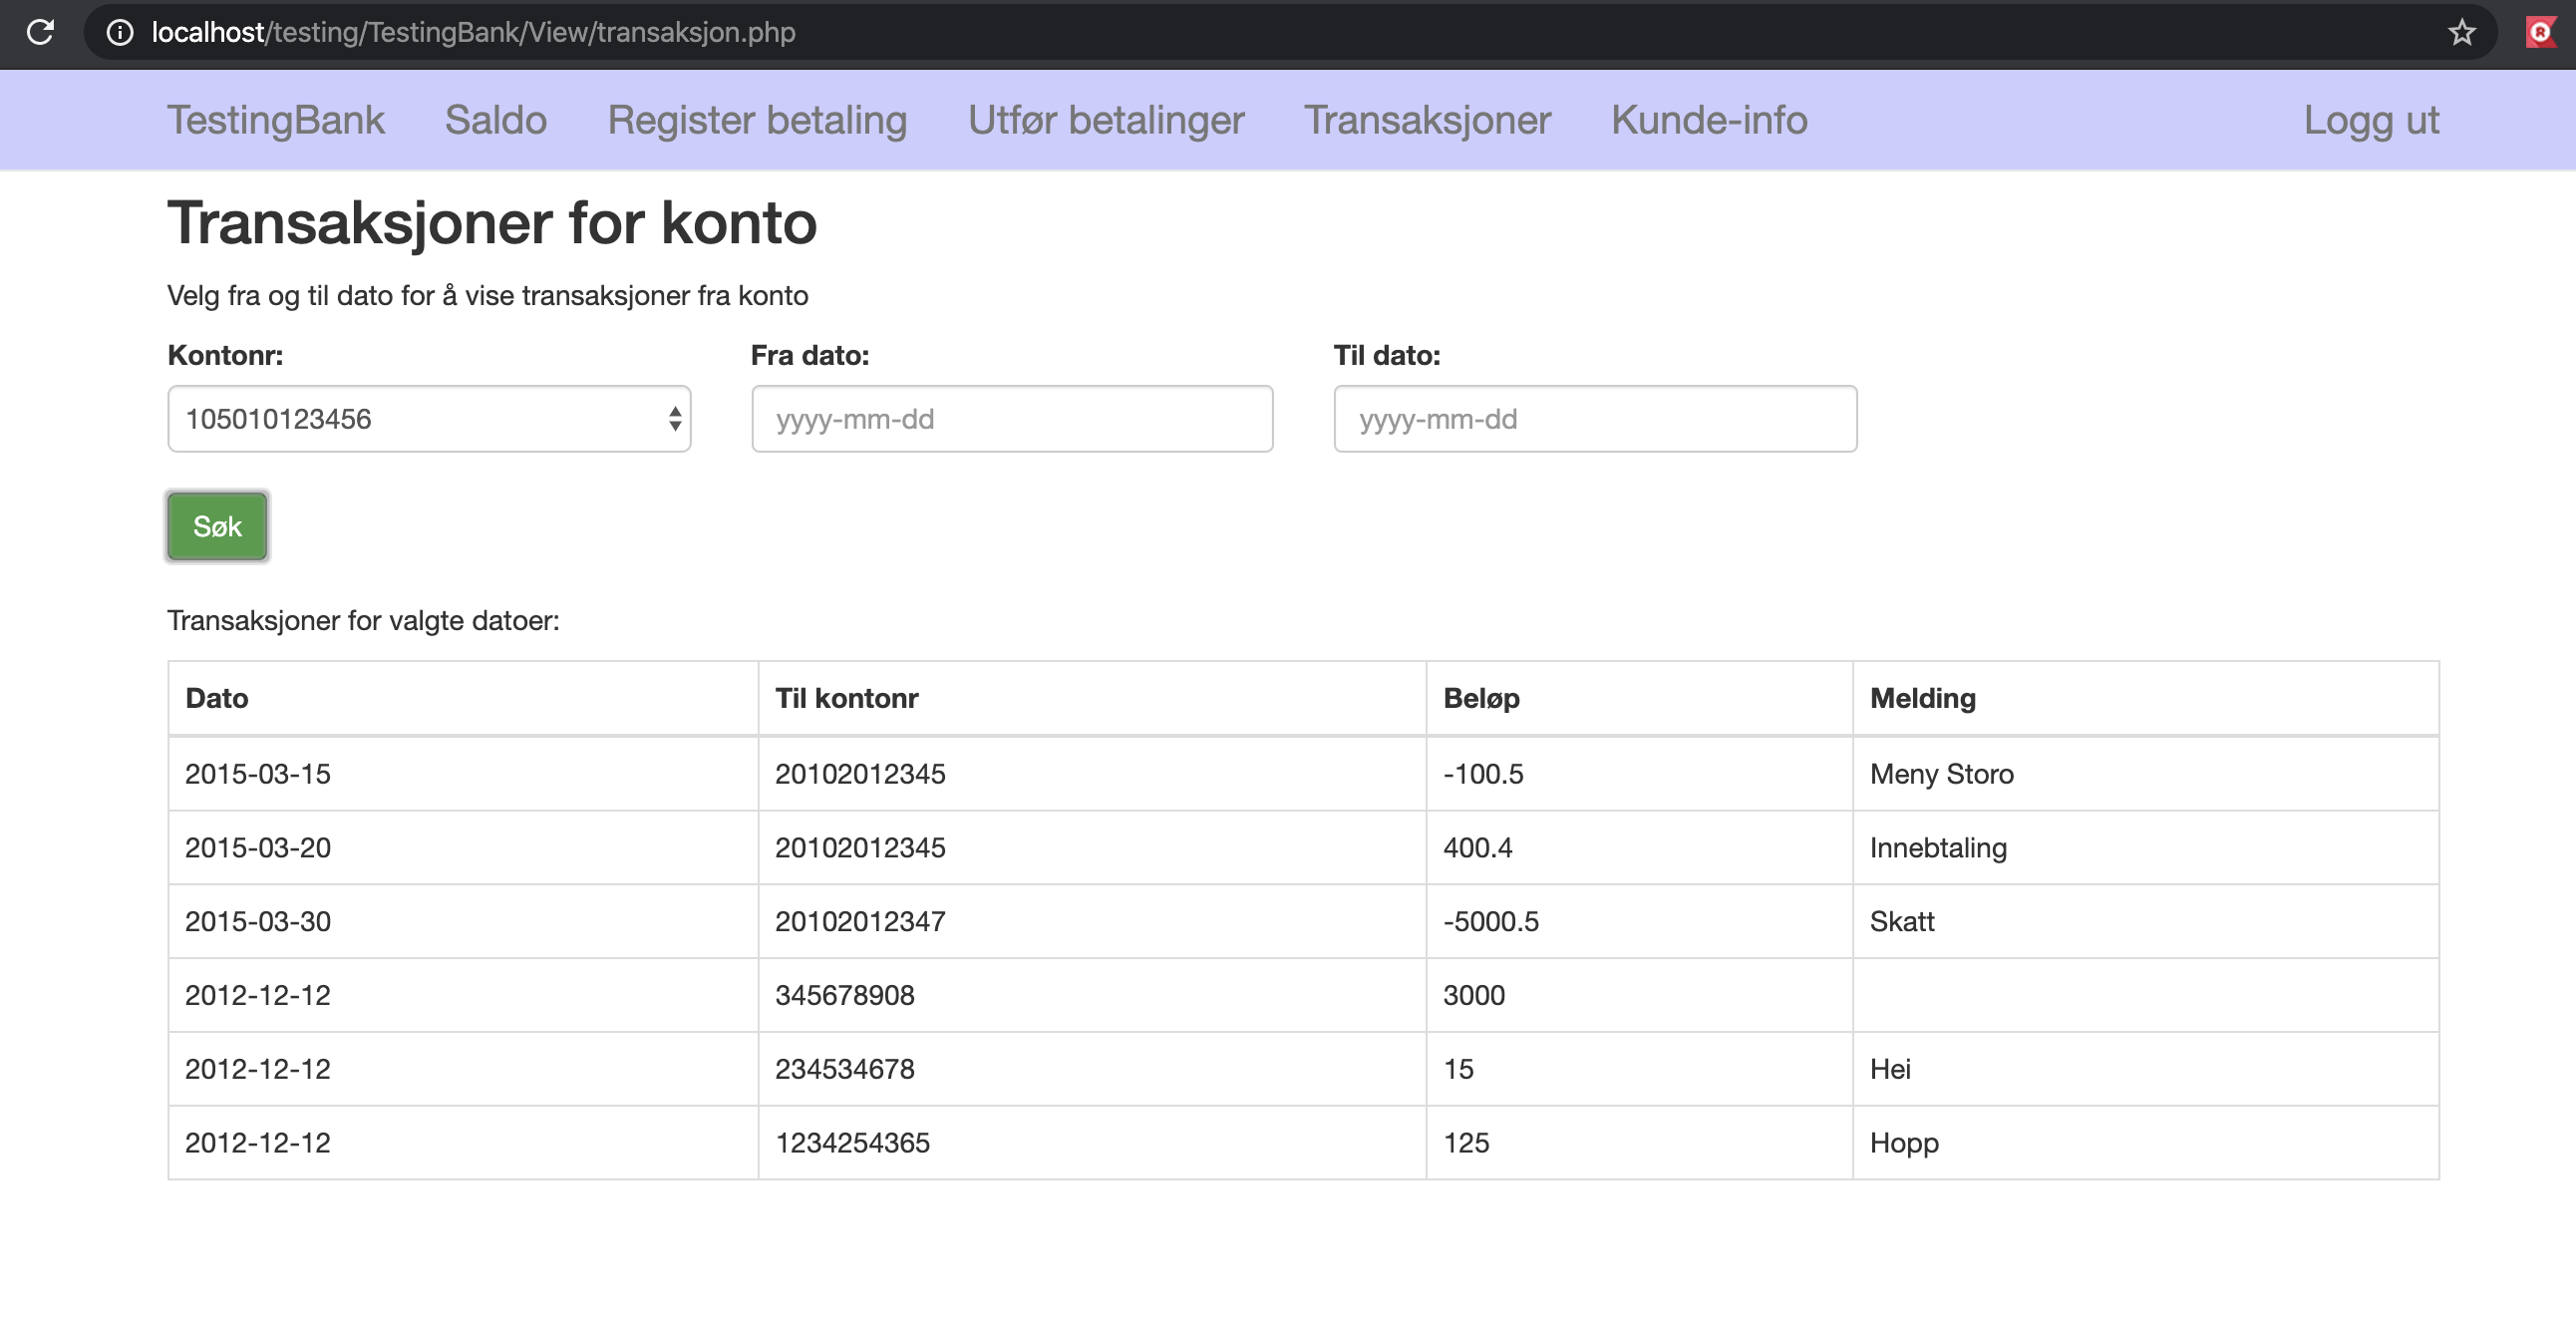 localhost/testing/TestingBank/View/transaksjon.php
TestingBank Saldo Register betaling Utfør betalinger Transaksjoner Kunde-info Logg ut
Transaksjoner for konto
Velg fra og til dato for å vise transaksjoner fra konto
Kontonr: Fra dato: Til dato:
105010123456 yyyy-mm-dd yyyy-mm-dd
Søk
Transaksjoner for valgte datoer:
Dato Til kontonr Beløp Melding
2015-03-15 20102012345 -100.5 Meny Storo
2015-03-20 20102012345 400.4 Innebtaling
2015-03-30 20102012347 -5000.5 Skatt
2012-12-12 345678908 3000
2012-12-12 234534678 15 Hei
2012-12-12 1234254365 125 Hopp